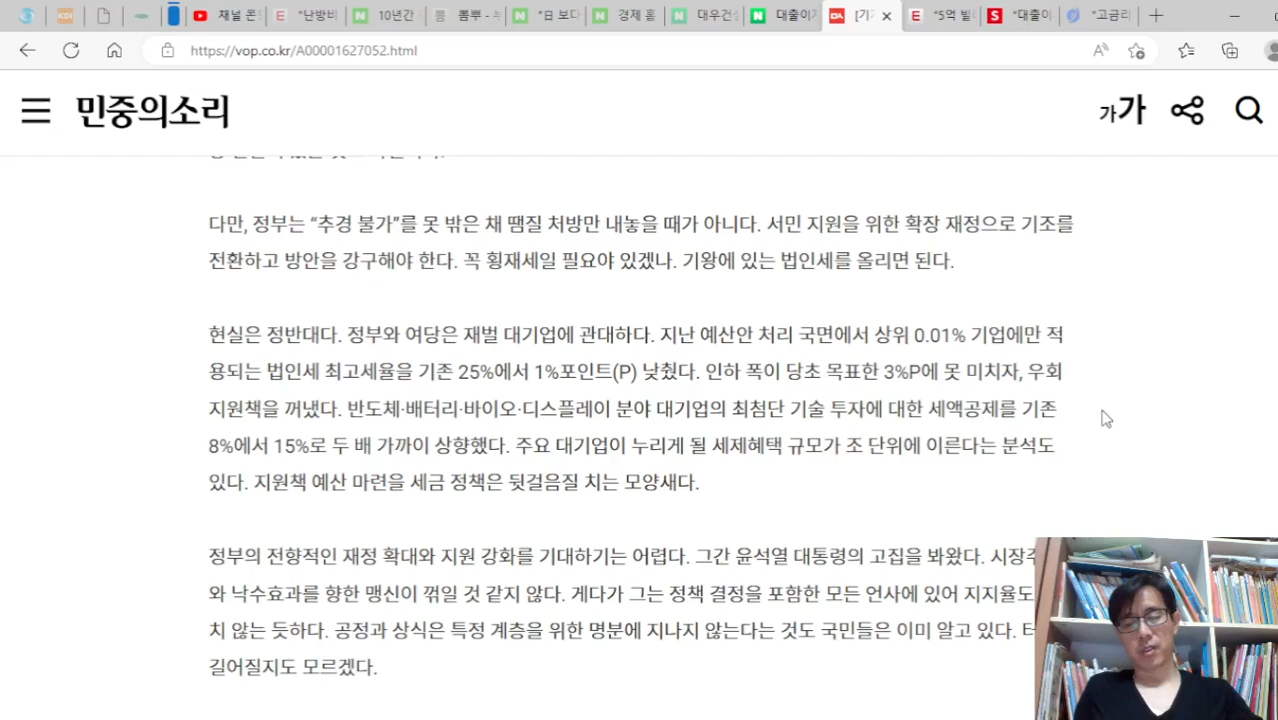 채널 콘
"난방비
10년간
뽐뿌 - 뉴
"日 보다
경제 홈
대우건설
대출이자
[기자
"5억 빌
"대출이
"고금리
https://vop.co.kr/A00001627052.html
민중의소리
가가
다만, 정부는 “추경 불가”를 못 밖은 채 땜질 처방만 내놓을 때가 아니다. 서민 지원을 위한 확장 재정으로 기조를
전환하고 방안을 강구해야 한다. 꼭 횡재세일 필요야 있겠나. 기왕에 있는 법인세를 올리면 된다.
현실은 정반대다. 정부와 여당은 재벌 대기업에 관대하다. 지난 예산안 처리 국면에서 상위 0.01% 기업에만 적
용되는 법인세 최고세율을 기존 25%에서 1%포인트(P) 낮췄다. 인하 폭이 당초 목표한 3%P에 못 미치자, 우회
지원책을 꺼냈다. 반도체·배터리·바이오·디스플레이 분야 대기업의 최첨단 기술 투자에 대한 세액공제를 기존
8%에서 15%로 두 배 가까이 상향했다. 주요 대기업이 누리게 될 세제혜택 규모가 조 단위에 이른다는 분석도
있다. 지원책 예산 마련을 세금 정책은 뒷걸음질 치는 모양새다.
정부의 전향적인 재정 확대와 지원 강화를 기대하기는 어렵다. 그간 윤석열 대통령의 고집을 봐왔다. 시장주
와 낙수효과를 향한 맹신이 꺾일 것 같지 않다. 게다가 그는 정책 결정을 포함한 모든 언사에 있어 지지율도
치 않는 듯하다. 공정과 상식은 특정 계층을 위한 명분에 지나지 않는다는 것도 국민들은 이미 알고 있다. 터
길어질지도 모르겠다.